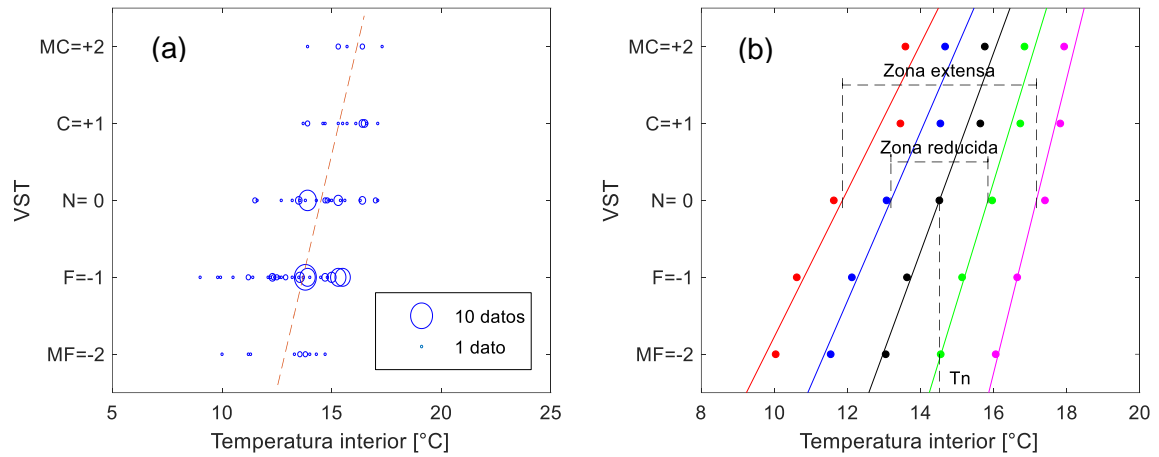 (a)
VST
MC=+2
C=+1
N= 0
F=-1
MF=-2
10 datos
1 dato
5 10 15 20 25
Temperatura interior [°C]
(b)
VST
MC=+2
C=+1
N= 0
F=-1
MF=-2
Zona extensa
Zona reducida
Tn
8 10 12 14 16 18 20
Temperatura interior [°C]